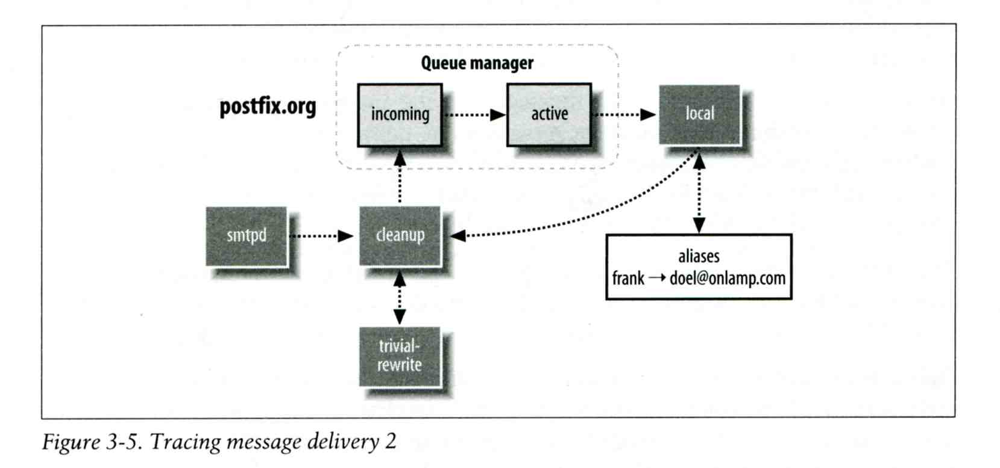 Queue manager
postfix.org
incoming
active
local
smtpd
cleanup
aliases
frank → doel@onlamp.com
trivial-
rewrite
Figure 3-5. Tracing message delivery 2